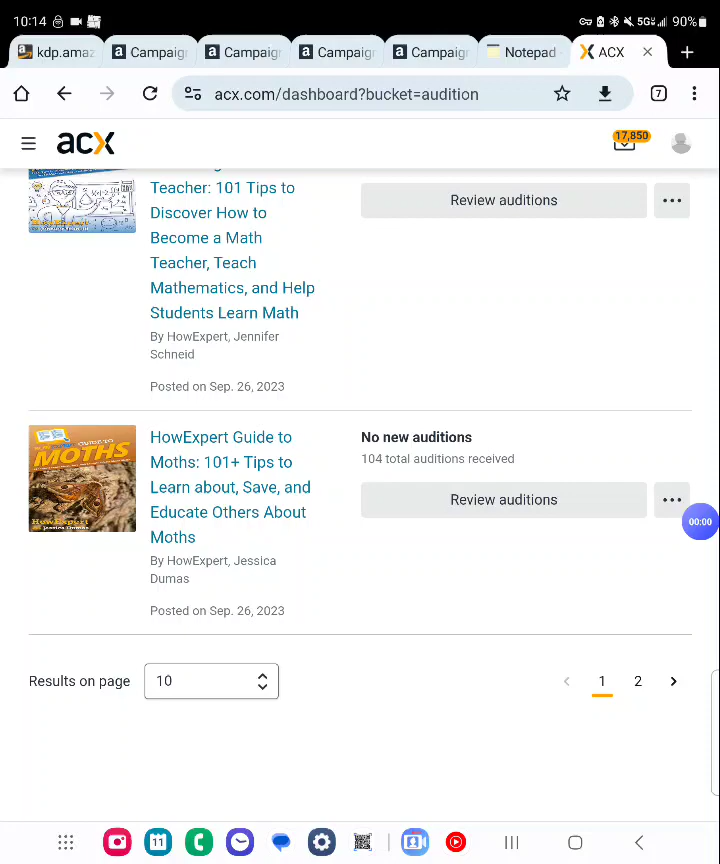 10:14
5G
90%
kdp.amaz
Campaign
Campaign
Campaign
Campaign
Notepad
ACX
acx.com/dashboard?bucket=audition
7
acx
17,850
Teacher: 101 Tips to
Discover How to
Become a Math
Teacher, Teach
Mathematics, and Help
Students Learn Math
By HowExpert, Jennifer
Schneid
Posted on Sep. 26, 2023
Review auditions
GUIDE TO
MOTHS
HowExpert
HowExpert Guide to
Moths: 101+ Tips to
Learn about, Save, and
Educate Others About
Moths
By HowExpert, Jessica
Dumas
Posted on Sep. 26, 2023
No new auditions
104 total auditions received
Review auditions
00:00
Results on page
10
1
2
11